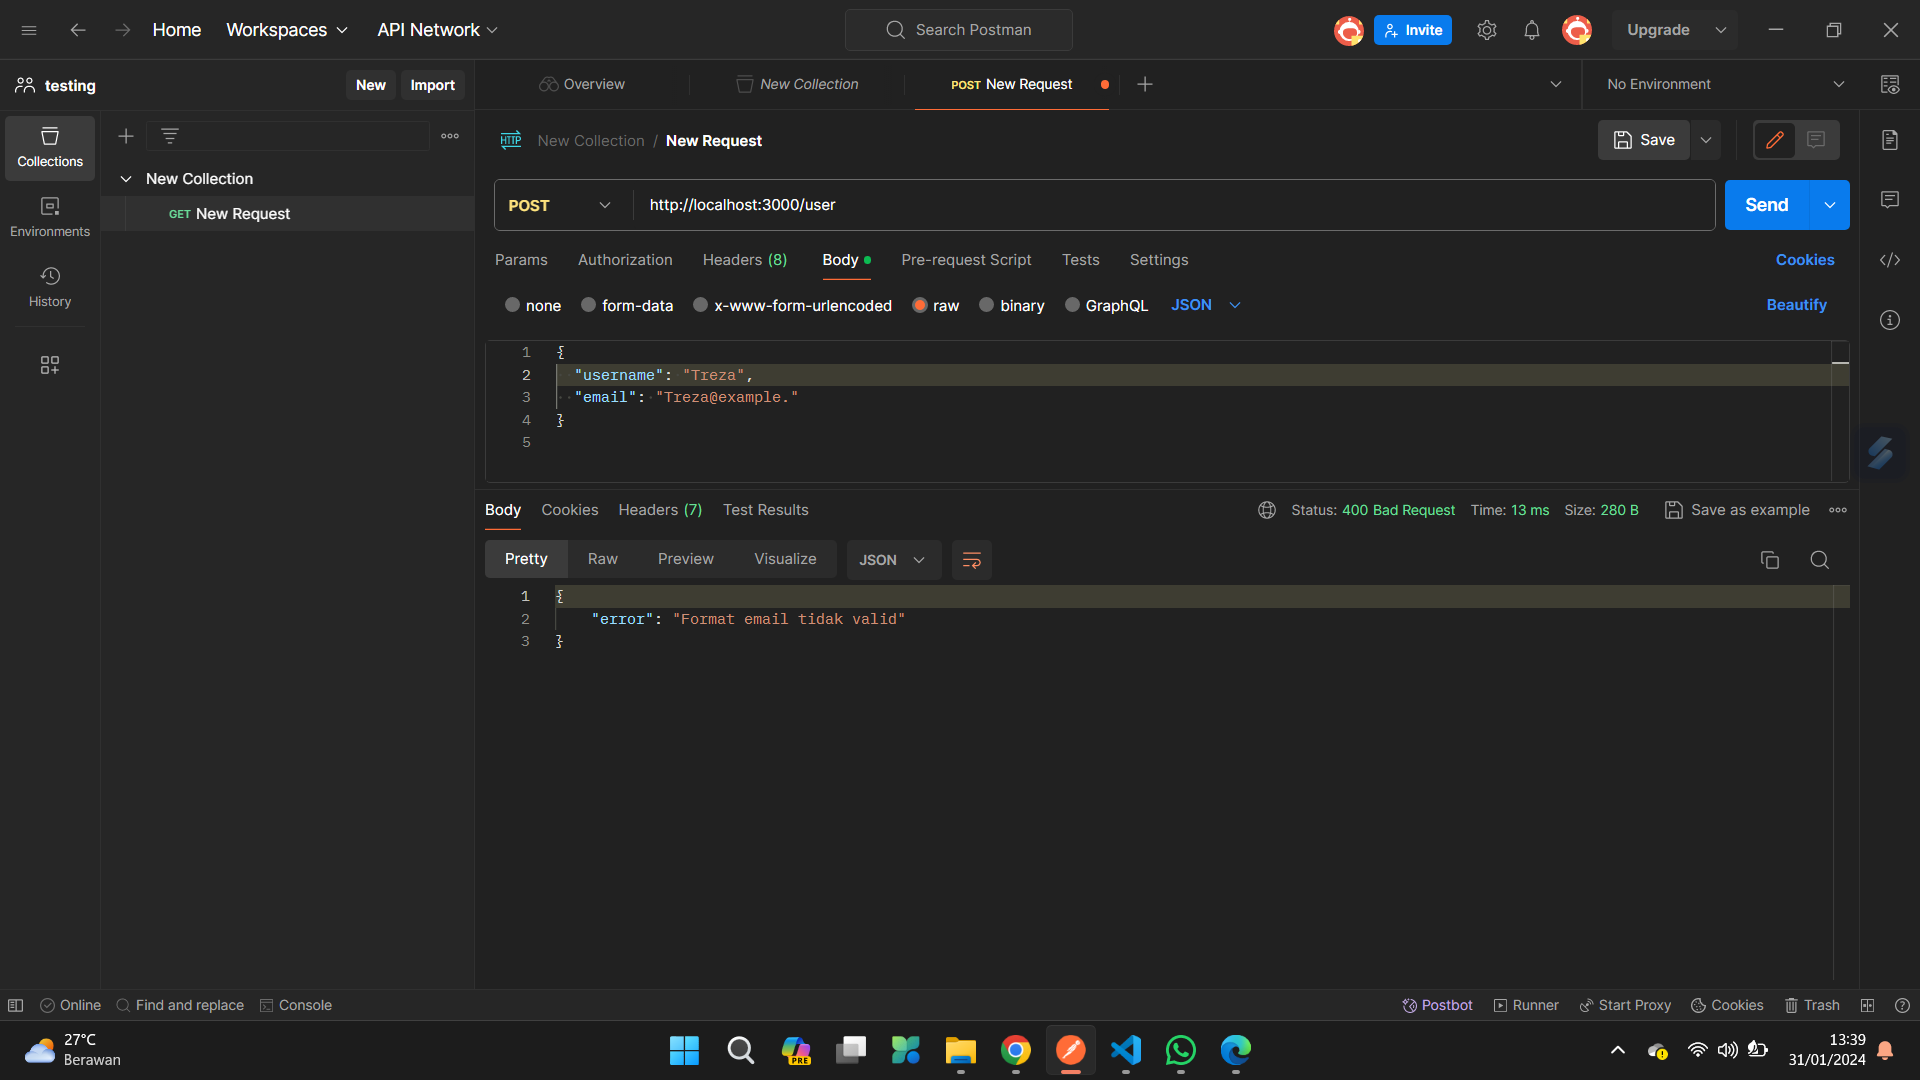 Home Workspaces API Network Search Postman Invite Upgrade
testing New Import Overview New Collection POST New Request No Environment
Collections
Environments
History
New Collection
GET New Request
HTTP New Collection / New Request Save
POST http://localhost:3000/user Send
Params Authorization Headers (8) Body Pre-request Script Tests Settings Cookies
none form-data x-www-form-urlencoded raw binary GraphQL JSON Beautify
1 {
2 "username": "Treza",
3 "email": "Treza@example."
4 }
5
Body Cookies Headers (7) Test Results Status: 400 Bad Request Time: 13 ms Size: 280 B Save as example
Pretty Raw Preview Visualize JSON
1 {
2 "error": "Format email tidak valid"
3 }
Online Find and replace Console Postbot Runner Start Proxy Cookies Trash
27°C
Berawan
PRE
13:39
31/01/2024